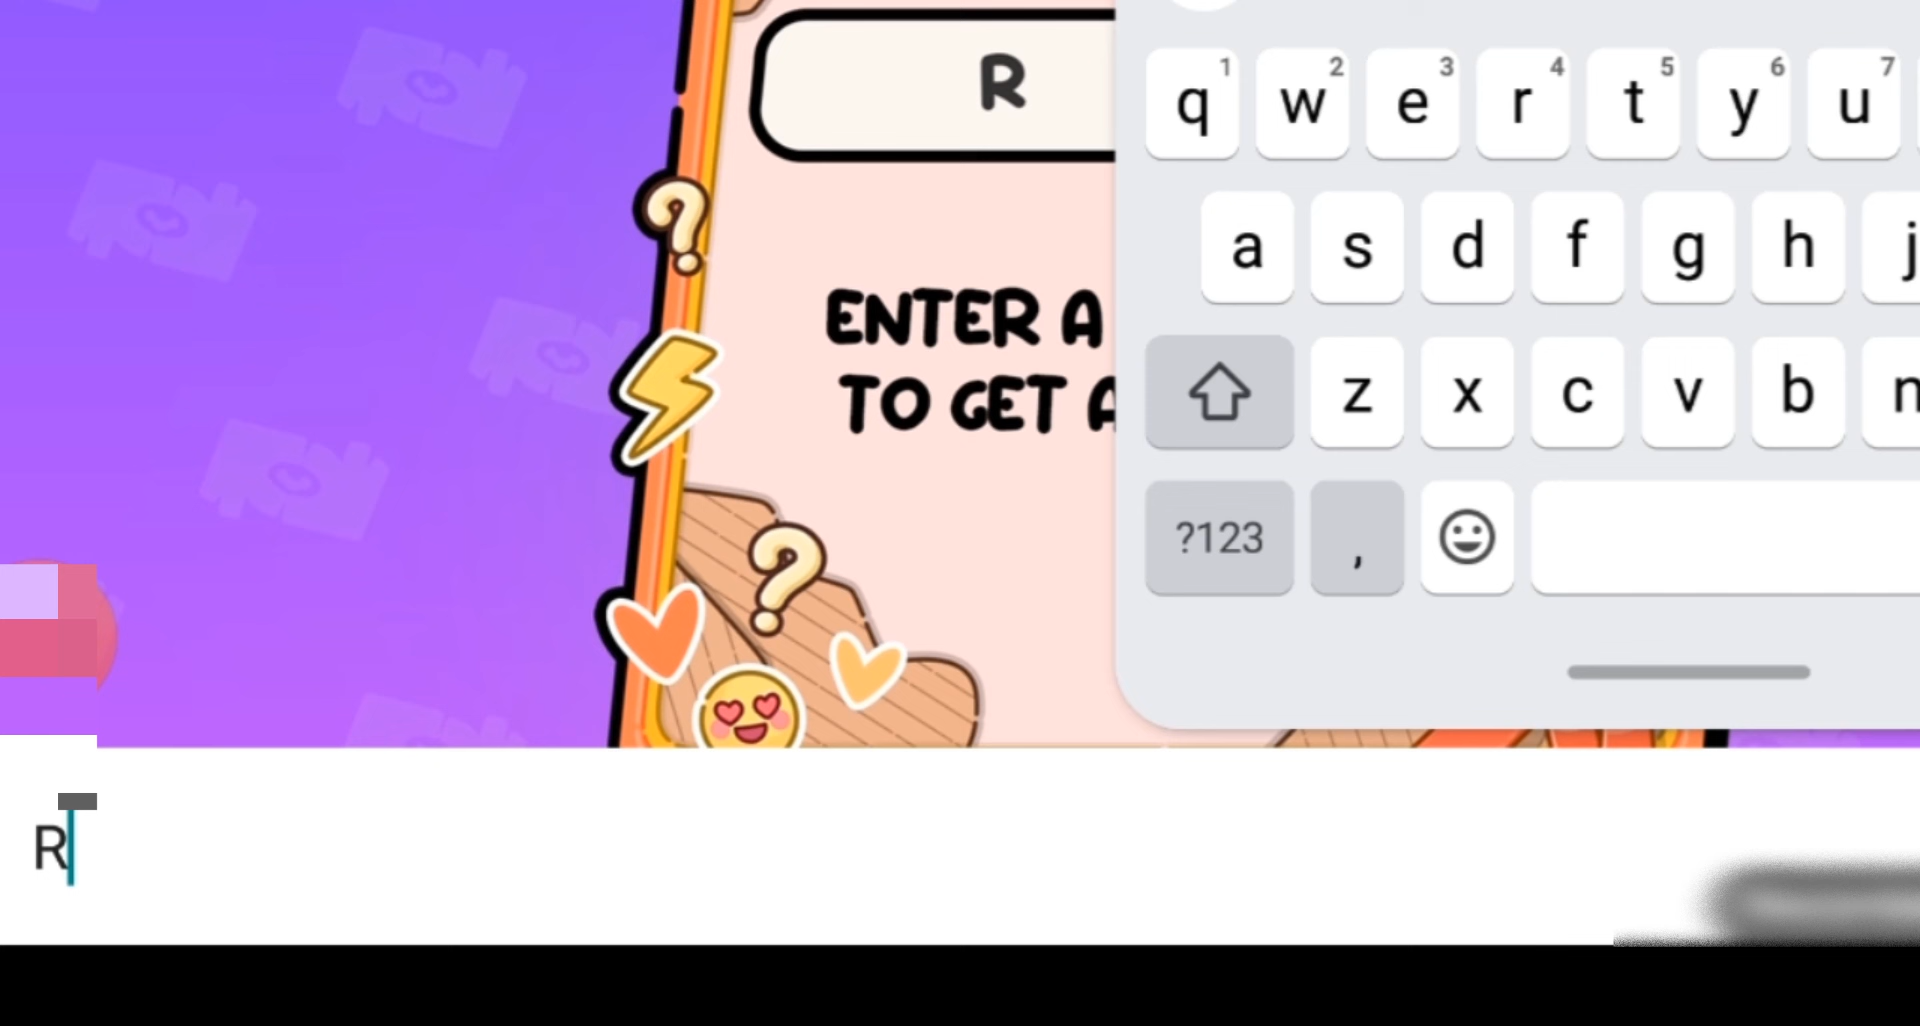 R
ENTER A
TO GET A
q 1 w 2 e 3 r 4 t 5 y 6 u 7
a s d f g h j
z x c v b
?123 ,
R